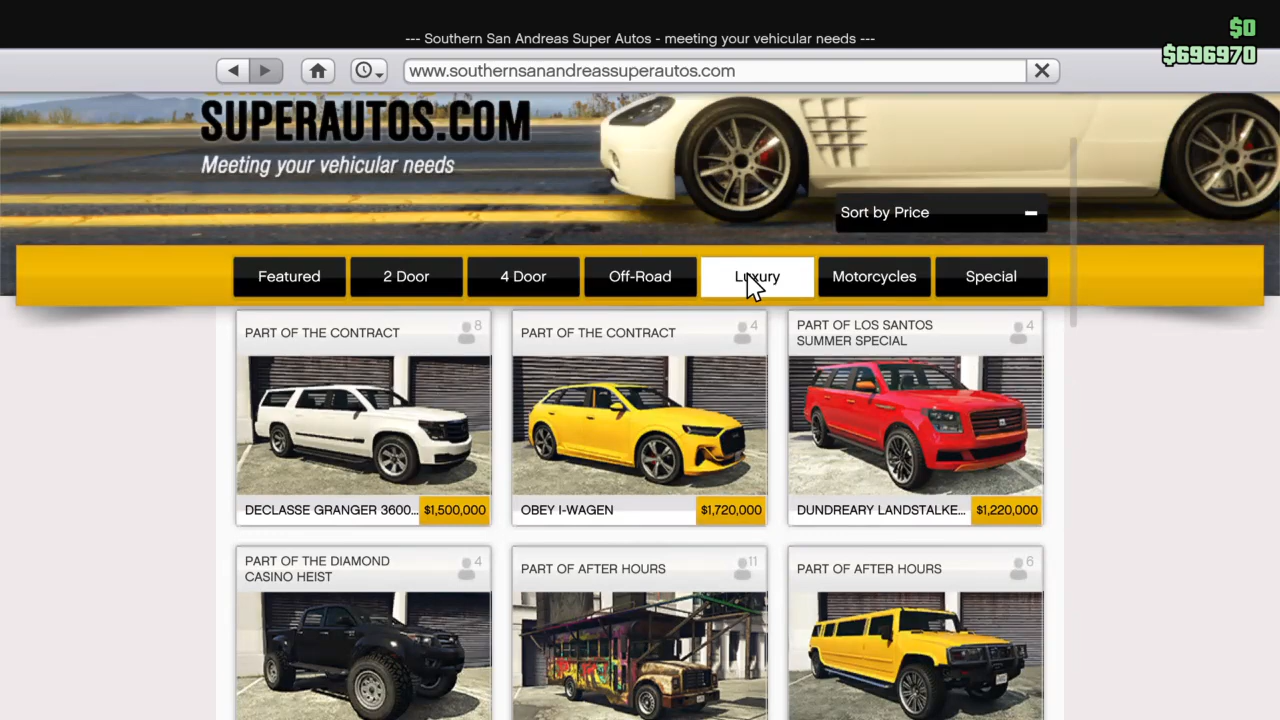 --- Southern San Andreas Super Autos - meeting your vehicular needs ---
$0
$696970
www.southernsanandreassuperautos.com
SUPERAUTOS.COM
Meeting your vehicular needs
Sort by Price
Featured
2 Door
4 Door
Off-Road
Luxury
Motorcycles
Special
PART OF THE CONTRACT
8
PART OF THE CONTRACT
4
PART OF LOS SANTOS
SUMMER SPECIAL
4
DECLASSE GRANGER 3600...
$1,500,000
OBEY I-WAGEN
$1,720,000
DUNDREARY LANDSTALKE...
$1,220,000
PART OF THE DIAMOND
CASINO HEIST
4
PART OF AFTER HOURS
11
PART OF AFTER HOURS
6